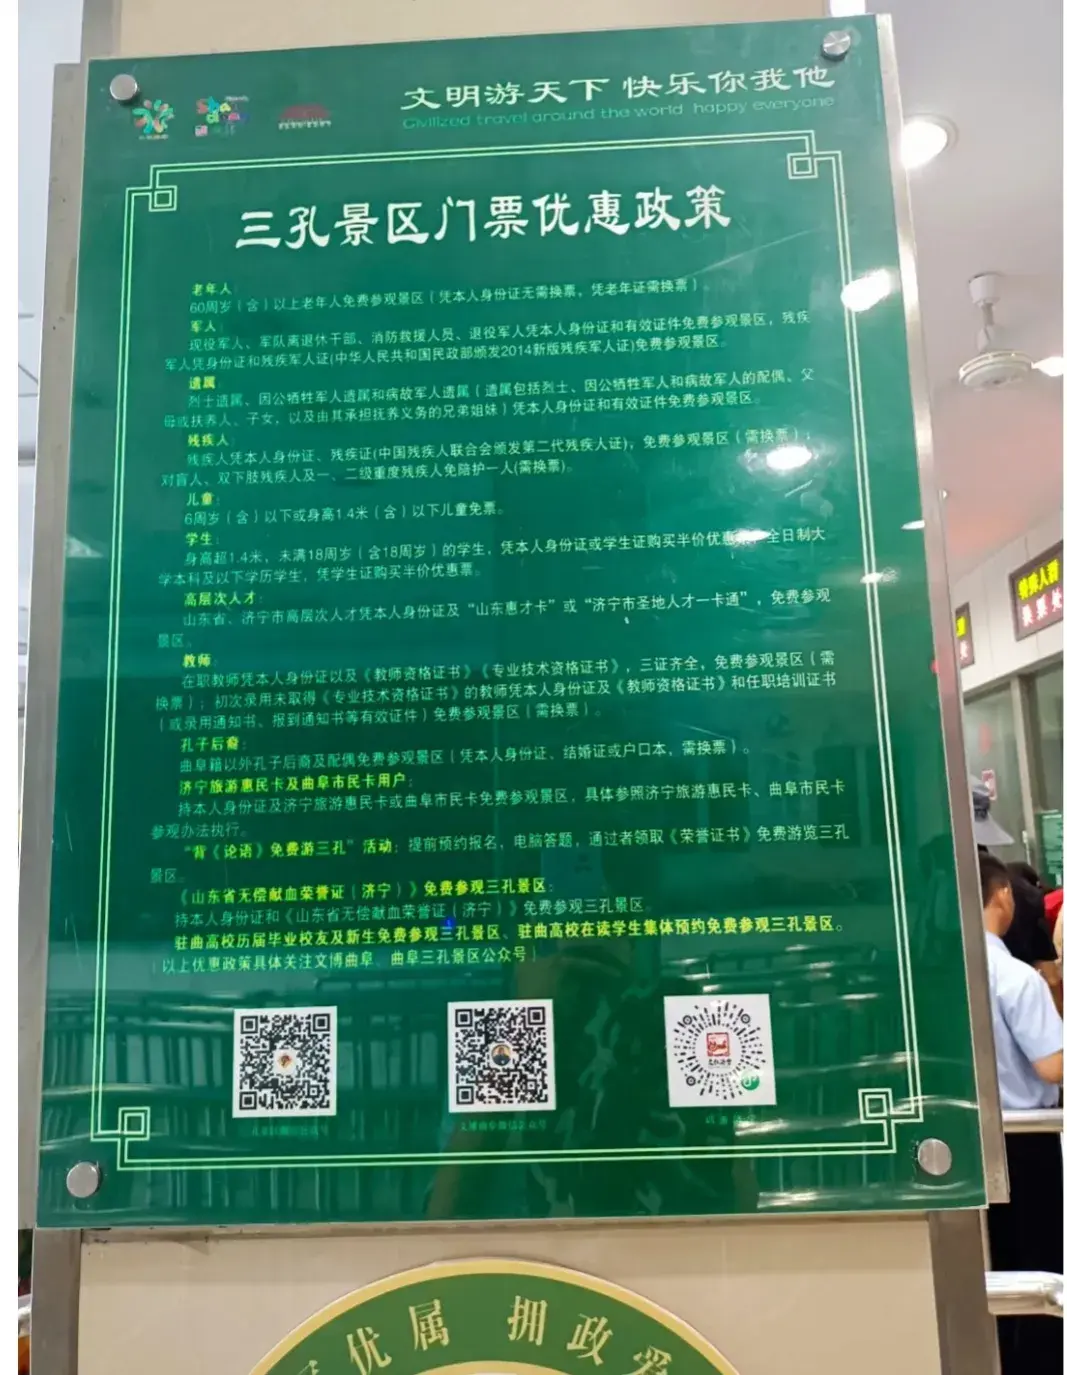 文明游天下 快乐你我他
Civilized travel around the world happy everyone
三孔景区门票优惠政策
老年人：
60周岁（含）以上老年人免费参观景区（凭本人身份证无需换票，凭老年证需换票）。
军人：
现役军人、军队离退休干部、消防救援人员、退役军人凭本人身份证和有效证件免费参观景区，残疾
军人凭身份证和残疾军人证(中华人民共和国民政部颁发2014新版残疾军人证)免费参观景区。
遗属：
烈士遗属、因公牺牲军人遗属和病故军人遗属（遗属包括烈士、因公牺牲军人和病故军人的配偶、父
母或扶养人、子女，以及由其承担抚养义务的兄弟姐妹）凭本人身份证和有效证件免费参观景区。
残疾人：
残疾人凭本人身份证、残疾证(中国残疾人联合会颁发第二代残疾人证)，免费参观景区（需换票）；
对盲人、双下肢残疾人及一、二级重度残疾人免陪护一人(需换票)。
儿童：
6周岁（含）以下或身高1.4米（含）以下儿童免票。
学生：
身高超1.4米，未满18周岁（含18周岁）的学生，凭本人身份证或学生证购买半价优惠票，全日制大
学本科及以下学历学生，凭学生证购买半价优惠票。
高层次人才：
山东省、济宁市高层次人才凭本人身份证及“山东惠才卡”或“济宁市圣地人才一卡通”，免费参观
景区。
教师：
在职教师凭本人身份证以及《教师资格证书》《专业技术资格证书》，三证齐全，免费参观景区（需
换票）；初次录用未取得《专业技术资格证书》的教师凭本人身份证及《教师资格证书》和任职培训证书
（或录用通知书、报到通知书等有效证件）免费参观景区（需换票）。
孔子后裔：
曲阜籍以外孔子后裔及配偶免费参观景区（凭本人身份证、结婚证或户口本，需换票）。
济宁旅游惠民卡及曲阜市民卡用户：
持本人身份证及济宁旅游惠民卡或曲阜市民卡免费参观景区，具体参照济宁旅游惠民卡、曲阜市民卡
参观办法执行。
“背《论语》免费游三孔”活动：提前预约报名，电脑答题，通过者领取《荣誉证书》免费游览三孔
景区。
《山东省无偿献血荣誉证（济宁）》免费参观三孔景区：
持本人身份证和《山东省无偿献血荣誉证（济宁）》免费参观三孔景区。
驻曲高校历届毕业校友及新生免费参观三孔景区、驻曲高校在读学生集体预约免费参观三孔景区。
（以上优惠政策具体关注文博曲阜、曲阜三孔景区公众号）
优属 拥政爱
特殊人群